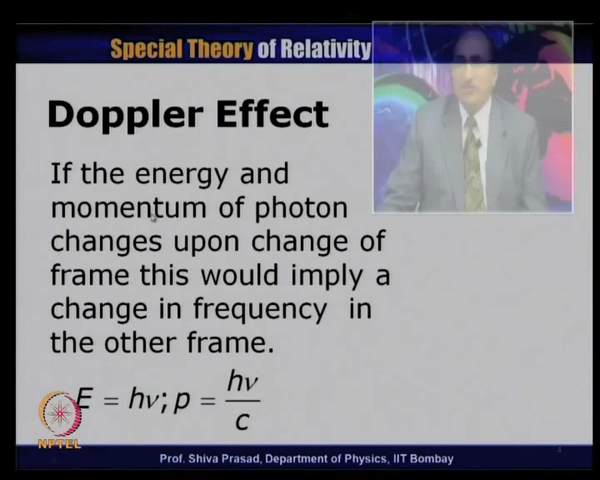 Special Theory of Relativity
Doppler Effect
If the energy and
momentum of photon
changes upon change of
frame this would imply a
change in frequency in
the other frame.
E = hν; p = hν/c
NPTEL
Prof. Shiva Prasad, Department of Physics, IIT Bombay
4